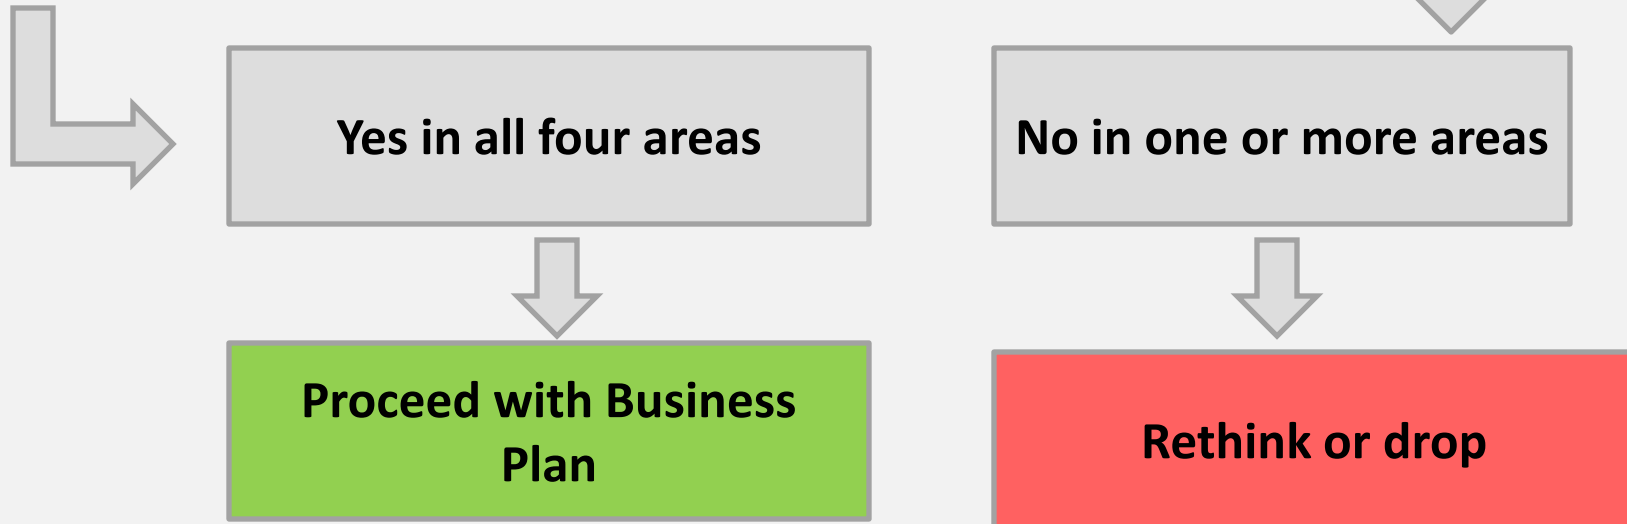 Yes in all four areas
No in one or more areas
Proceed with Business
Plan
Rethink or drop